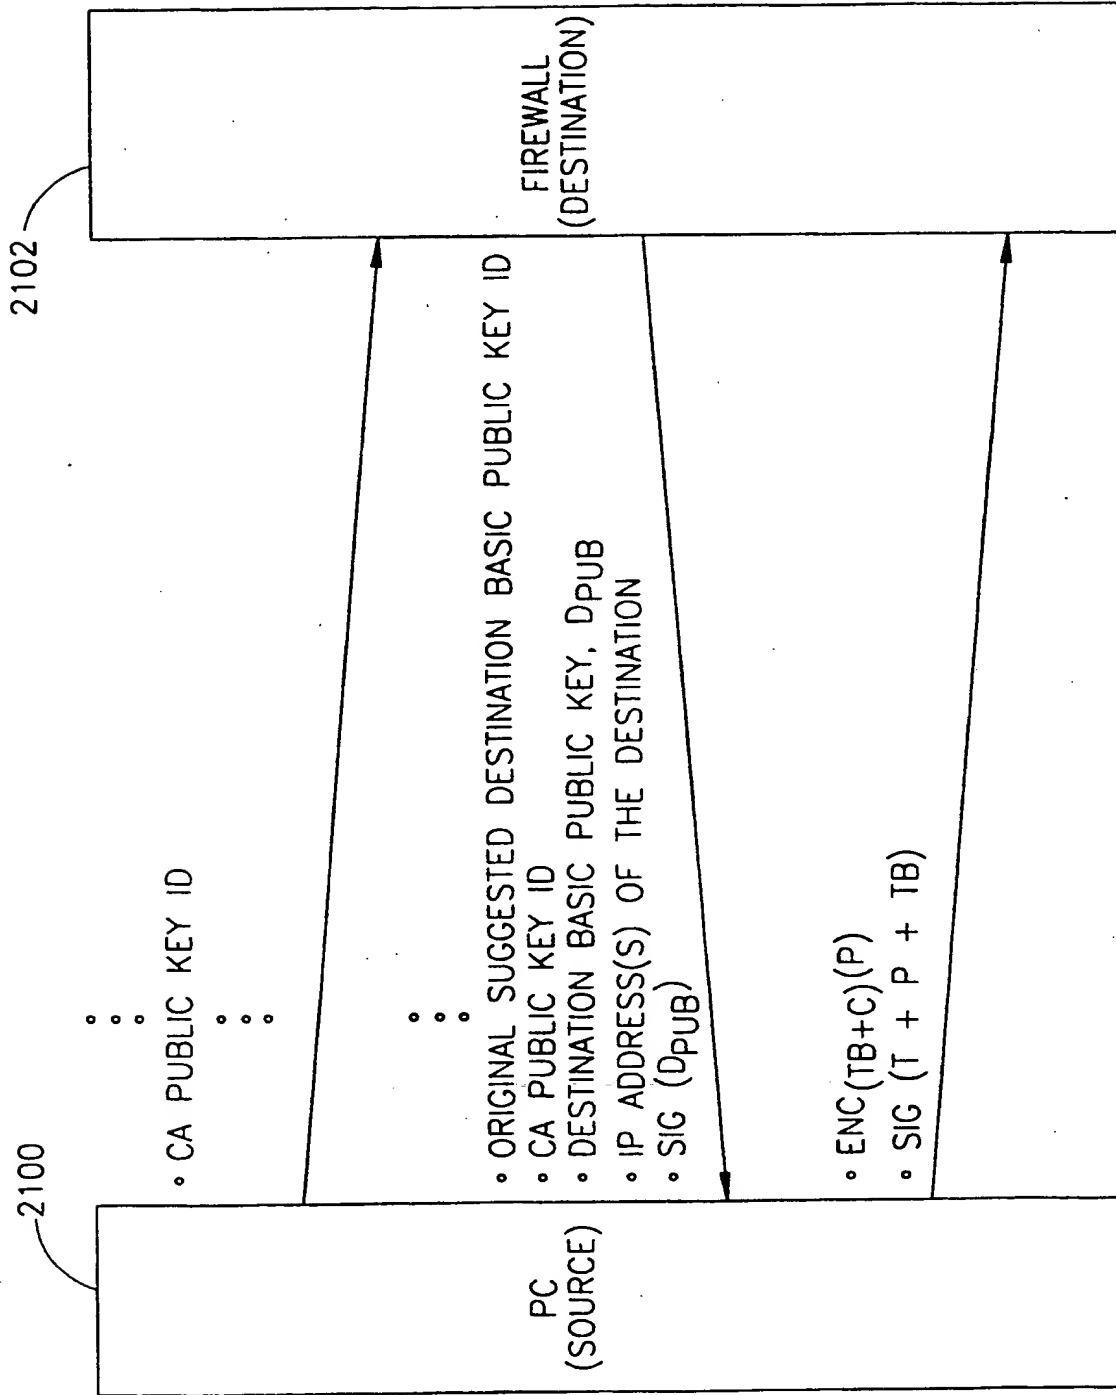 2100
2102
PC
(SOURCE)
FIREWALL
(DESTINATION)
• CA PUBLIC KEY ID
• ORIGINAL SUGGESTED DESTINATION BASIC PUBLIC KEY ID
• CA PUBLIC KEY ID
• DESTINATION BASIC PUBLIC KEY, DPUB
• IP ADDRESS(S) OF THE DESTINATION
• SIG (DPUB)
• ENC(TB+C)(P)
• SIG (T + P + TB)